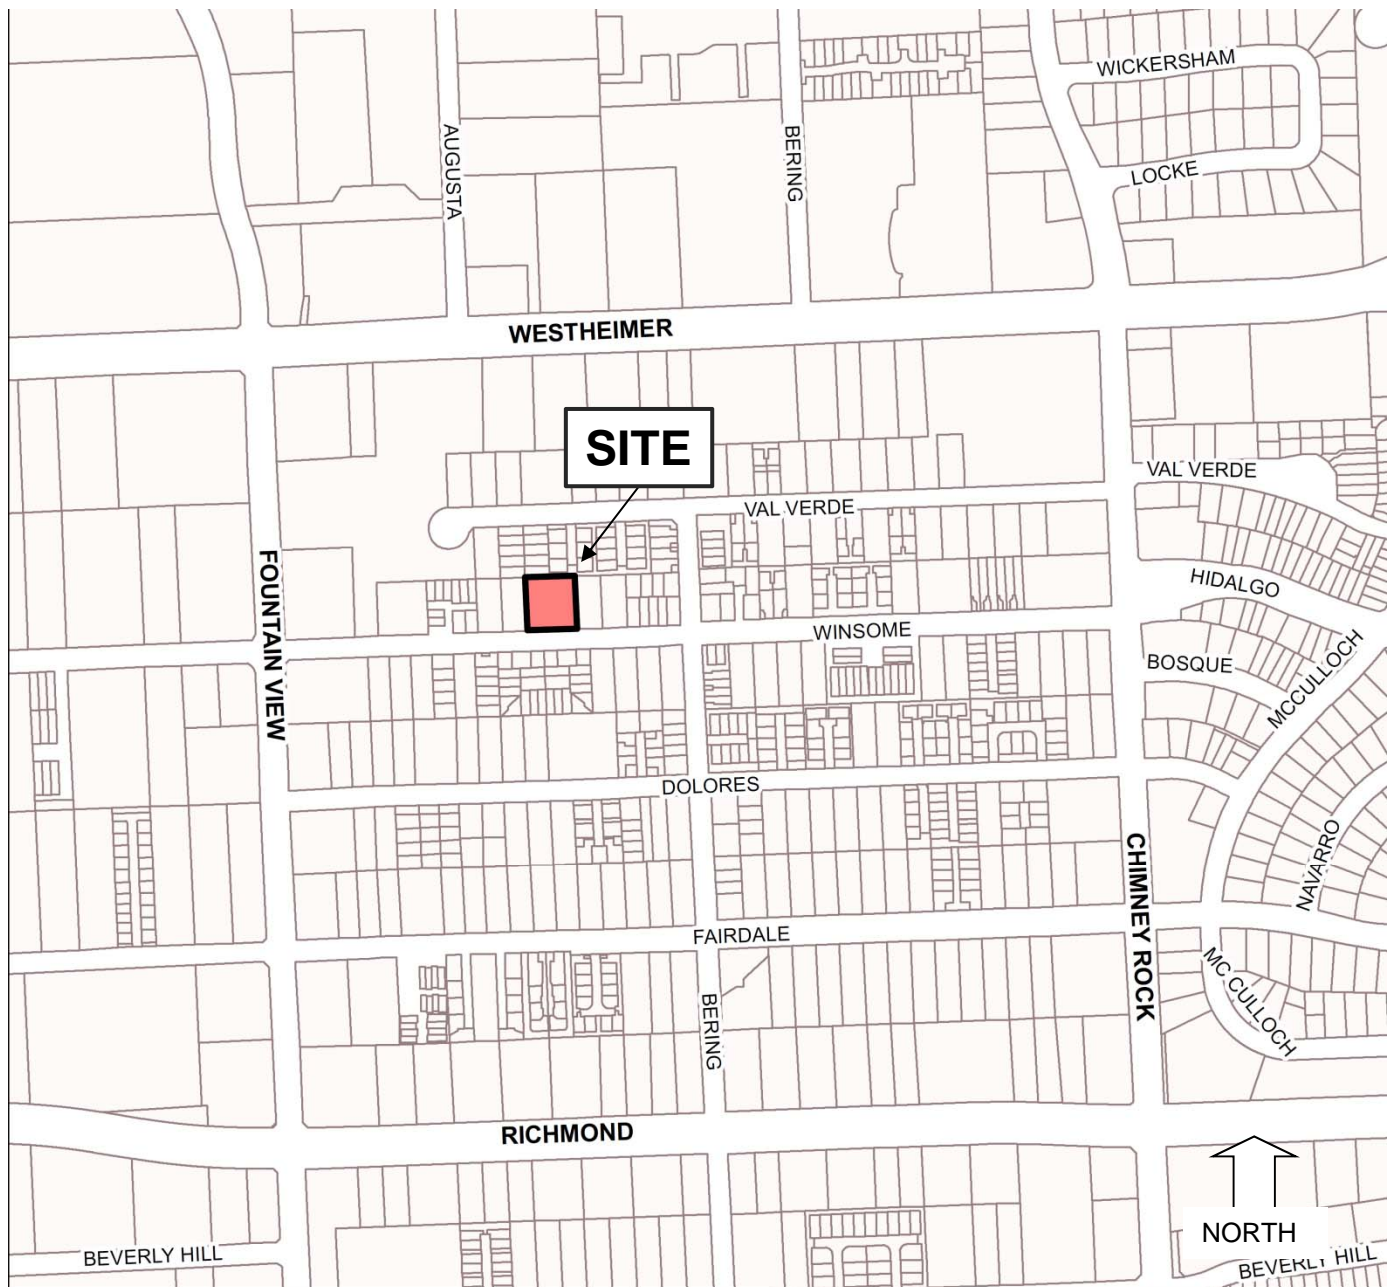 WICKERSHAM
AUGUSTA
BERING
LOCKE
WESTHEIMER
SITE
VAL VERDE
VAL VERDE
FOUNTAIN VIEW
HIDALGO
WINSOME
BOSQUE
MCCULLOCH
DOLORES
CHIMNEY ROCK
NAVARRO
FAIRDALE
MC CULLOCH
BERING
RICHMOND
NORTH
BEVERLY HILL
BEVERLY HILL